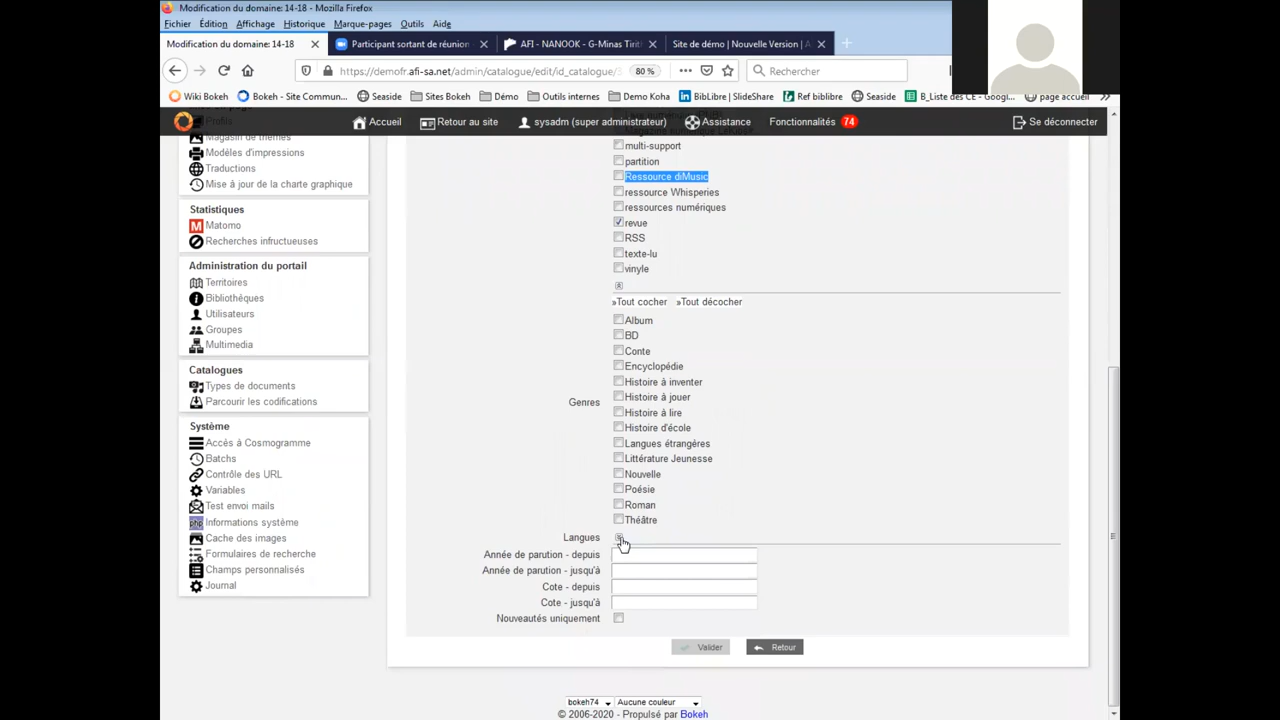 Modification du domaine: 14-18 - Mozilla Firefox
Fichier Édition Affichage Historique Marque-pages Outils Aide
Modification du domaine: 14-18 × Participant sortant de réunion × AFI - NANOOK - G-Minas Tirith × Site de démo | Nouvelle Version | A × +
https://demofr.afi-sa.net/admin/catalogue/edit/id_catalogue/ 80 % Rechercher
Wiki Bokeh Bokeh - Site Commun... Seaside Sites Bokeh Démo Outils internes Demo Koha BibLibre | SlideShare Ref biblibre Seaside B_Liste des CE - Googl... page accueil
Accueil Retour au site sysadm (super administrateur) Assistance Fonctionnalités 74 Se déconnecter
Profils
Magasin de thèmes
Modèles d'impressions
Traductions
Mise à jour de la charte graphique
Statistiques
Matomo
Recherches infructueuses
Administration du portail
Territoires
Bibliothèques
Utilisateurs
Groupes
Multimedia
Catalogues
Types de documents
Parcourir les codifications
Système
Accès à Cosmogramme
Batchs
Contrôle des URL
Variables
Test envoi mails
php Informations système
Cache des images
Formulaires de recherche
Champs personnalisés
Journal
multi-support
partition
Ressource diMusic
ressource Whisperies
ressources numériques
revue
RSS
texte-lu
vinyle
»Tout cocher »Tout décocher
Album
BD
Conte
Encyclopédie
Histoire à inventer
Genres
Histoire à jouer
Histoire à lire
Histoire d'école
Langues étrangères
Littérature Jeunesse
Nouvelle
Poésie
Roman
Théâtre
Langues
Année de parution - depuis
Année de parution - jusqu'à
Cote - depuis
Cote - jusqu'à
Nouveautés uniquement
Valider Retour
bokeh74 Aucune couleur
© 2006-2020 - Propulsé par Bokeh